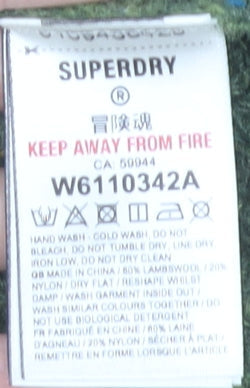 SUPERDRY
®
冒険魂
KEEP AWAY FROM FIRE
CA 59944
W6110342A
HAND WASH - COLD WASH, DO NOT
BLEACH, DO NOT TUMBLE DRY, LINE DRY
IRON LOW, DO NOT DRY CLEAN
GB MADE IN CHINA / 80% LAMBSWOOL / 20%
NYLON / DRY FLAT / RESHAPE WHILST
DAMP / WASH GARMENT INSIDE OUT /
WASH SIMILAR COLOURS TOGETHER / DO
NOT USE BIOLOGICAL DETERGENT
FR FABRIQUÉ EN CHINE / 80% LAINE
D'AGNEAU / 20% NYLON / SÉCHER À PLAT /
REMETTRE EN FORME LORSQUE L'ARTICLE